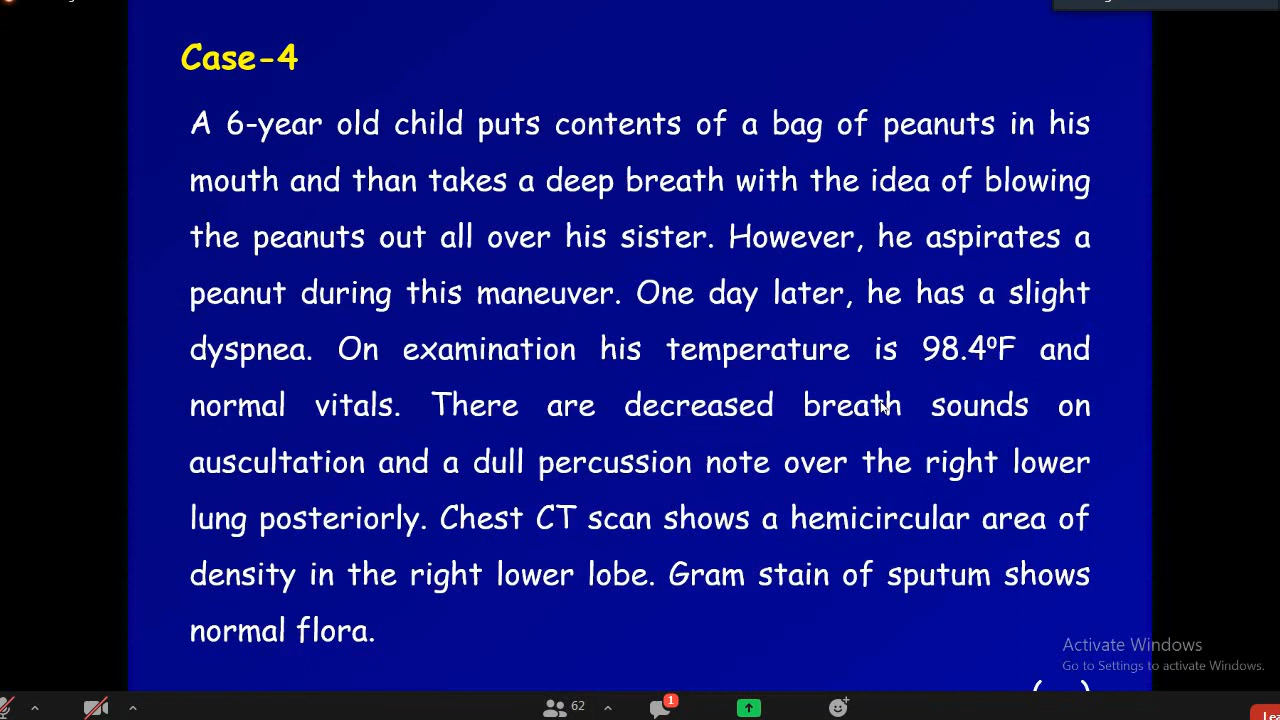 Case-4
A 6-year old child puts contents of a bag of peanuts in his
mouth and than takes a deep breath with the idea of blowing
the peanuts out all over his sister. However, he aspirates a
peanut during this maneuver. One day later, he has a slight
dyspnea. On examination his temperature is 98.4ºF and
normal vitals. There are decreased breath sounds on
auscultation and a dull percussion note over the right lower
lung posteriorly. Chest CT scan shows a hemicircular area of
density in the right lower lobe. Gram stain of sputum shows
normal flora.
Activate Windows
Go to Settings to activate Windows.
62
1